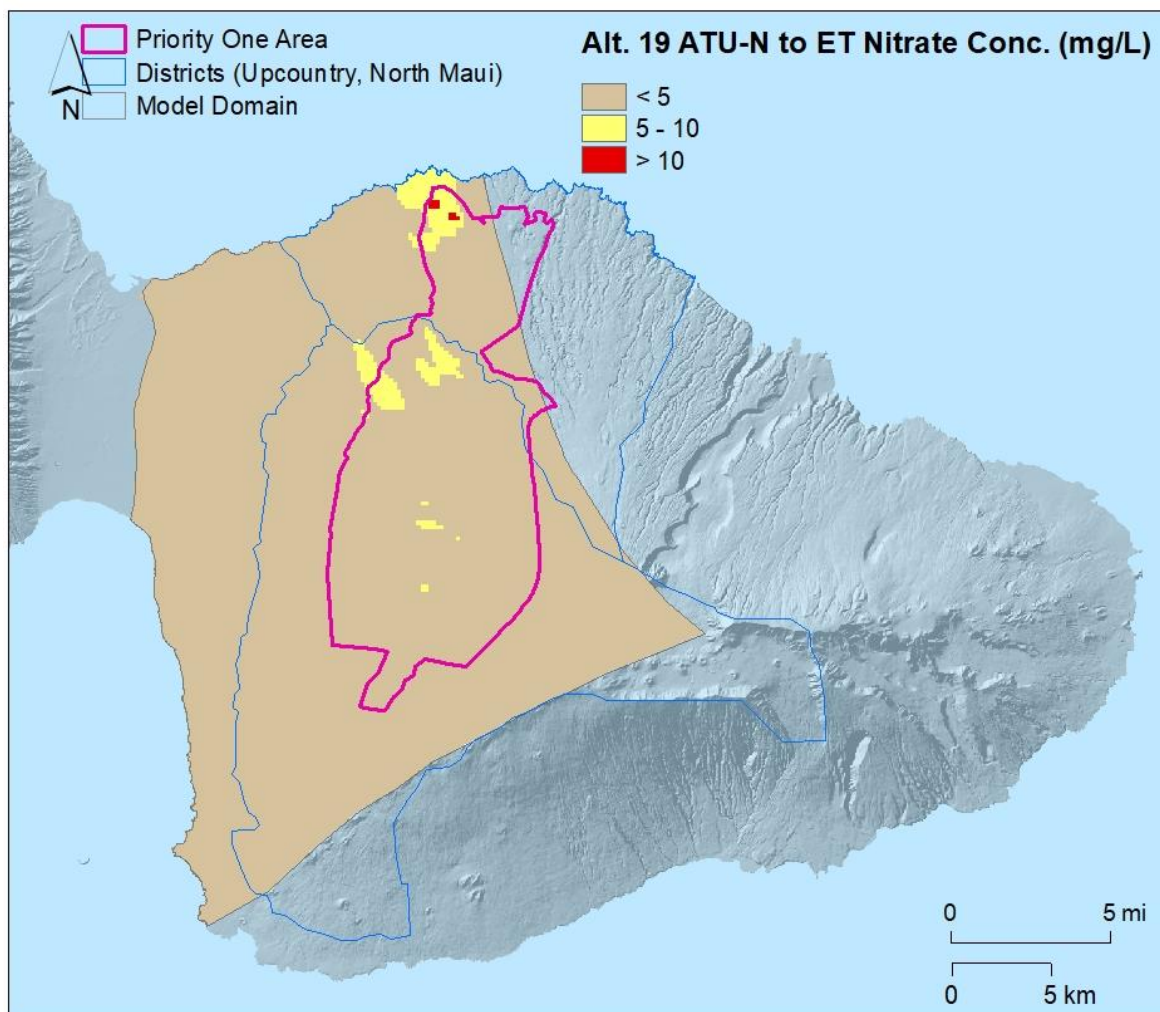 Priority One Area
Districts (Upcountry, North Maui)
Model Domain
N
Alt. 19 ATU-N to ET Nitrate Conc. (mg/L)
< 5
5 - 10
> 10
0 5 mi
0 5 km